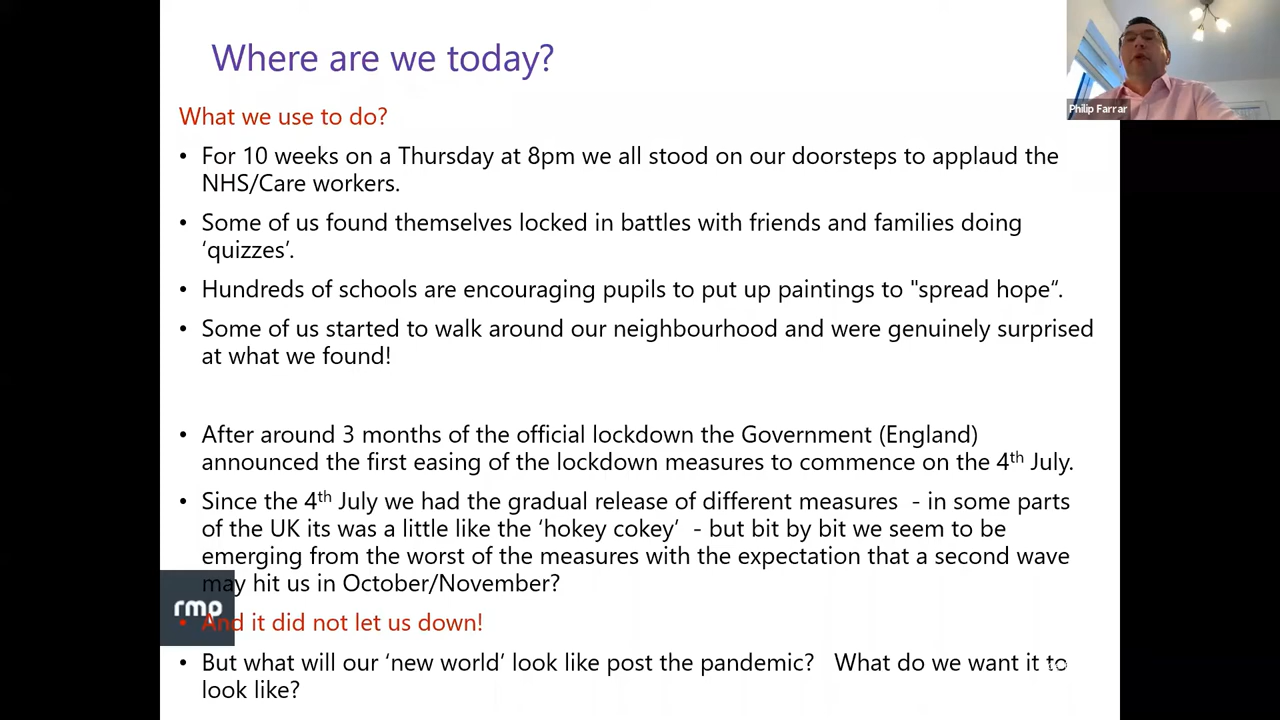 Where are we today?
Philip Farrar
What we use to do?
• For 10 weeks on a Thursday at 8pm we all stood on our doorsteps to applaud the
NHS/Care workers.
• Some of us found themselves locked in battles with friends and families doing
‘quizzes’.
• Hundreds of schools are encouraging pupils to put up paintings to "spread hope“.
• Some of us started to walk around our neighbourhood and were genuinely surprised
at what we found!
• After around 3 months of the official lockdown the Government (England)
announced the first easing of the lockdown measures to commence on the 4th July.
• Since the 4th July we had the gradual release of different measures - in some parts
of the UK its was a little like the ‘hokey cokey’ - but bit by bit we seem to be
emerging from the worst of the measures with the expectation that a second wave
may hit us in October/November?
rmp
• And it did not let us down!
• But what will our ‘new world’ look like post the pandemic? What do we want it to
look like?